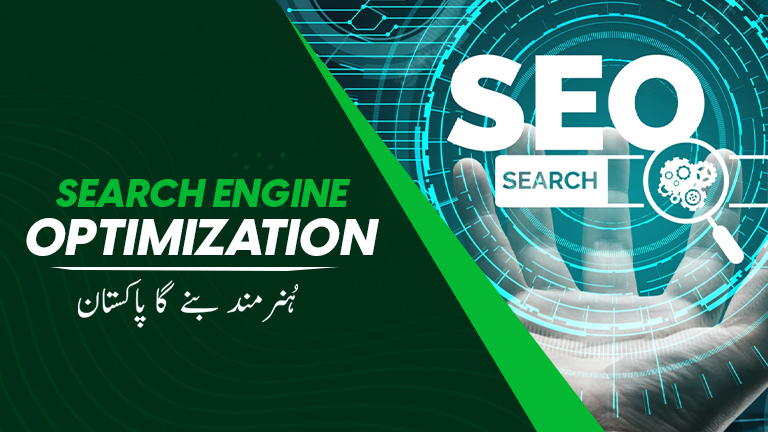 SEARCH ENGINE
OPTIMIZATION
ہُنر مند بنے گا پاکستان
SEO
SEARCH